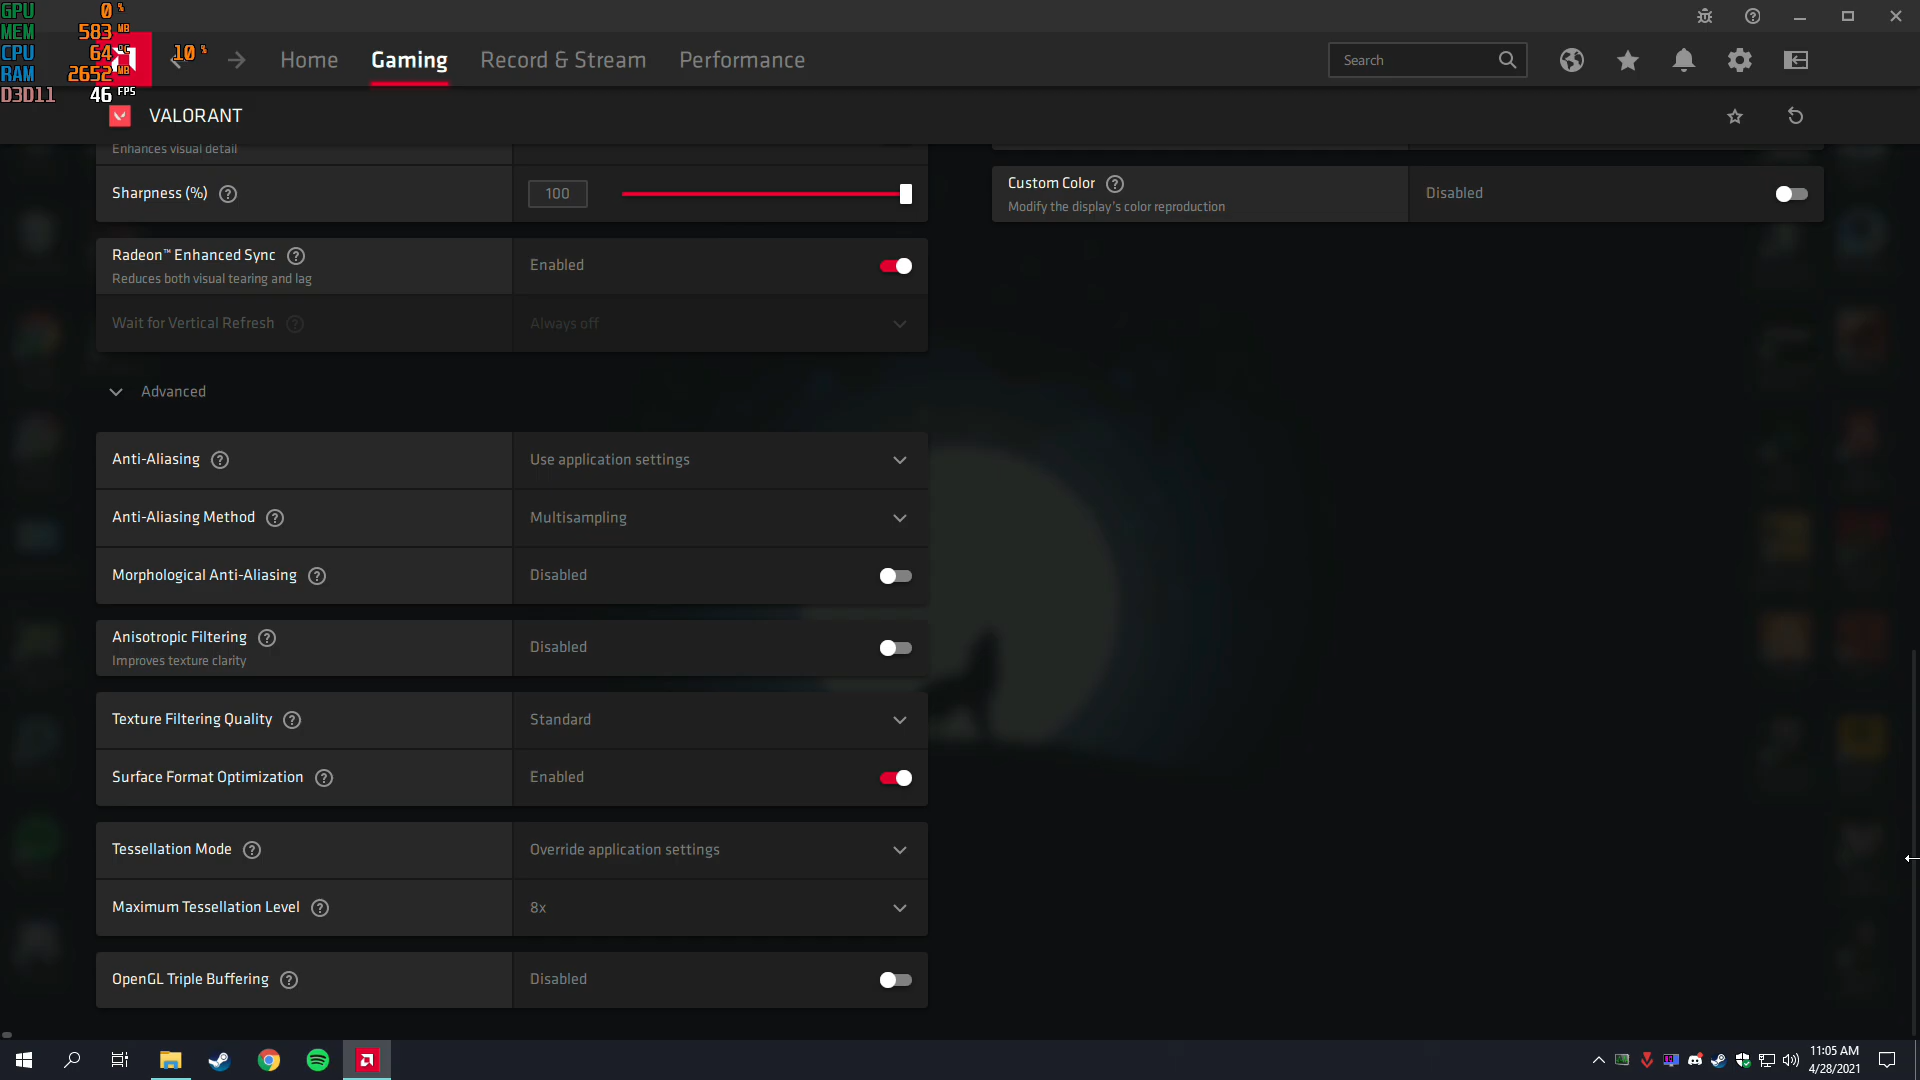 GPU 0 %
MEM 583 MB
CPU 64 °C 10 %
RAM 2652 MB
D3D11 46 FPS
Home Gaming Record & Stream Performance Search
VALORANT
Enhances visual detail
Sharpness (%) 100
Custom Color Disabled
Modify the display's color reproduction
Radeon™ Enhanced Sync Enabled
Reduces both visual tearing and lag
Wait for Vertical Refresh Always off
Advanced
Anti-Aliasing Use application settings
Anti-Aliasing Method Multisampling
Morphological Anti-Aliasing Disabled
Anisotropic Filtering Disabled
Improves texture clarity
Texture Filtering Quality Standard
Surface Format Optimization Enabled
Tessellation Mode Override application settings
Maximum Tessellation Level 8x
OpenGL Triple Buffering Disabled
11:05 AM
4/28/2021